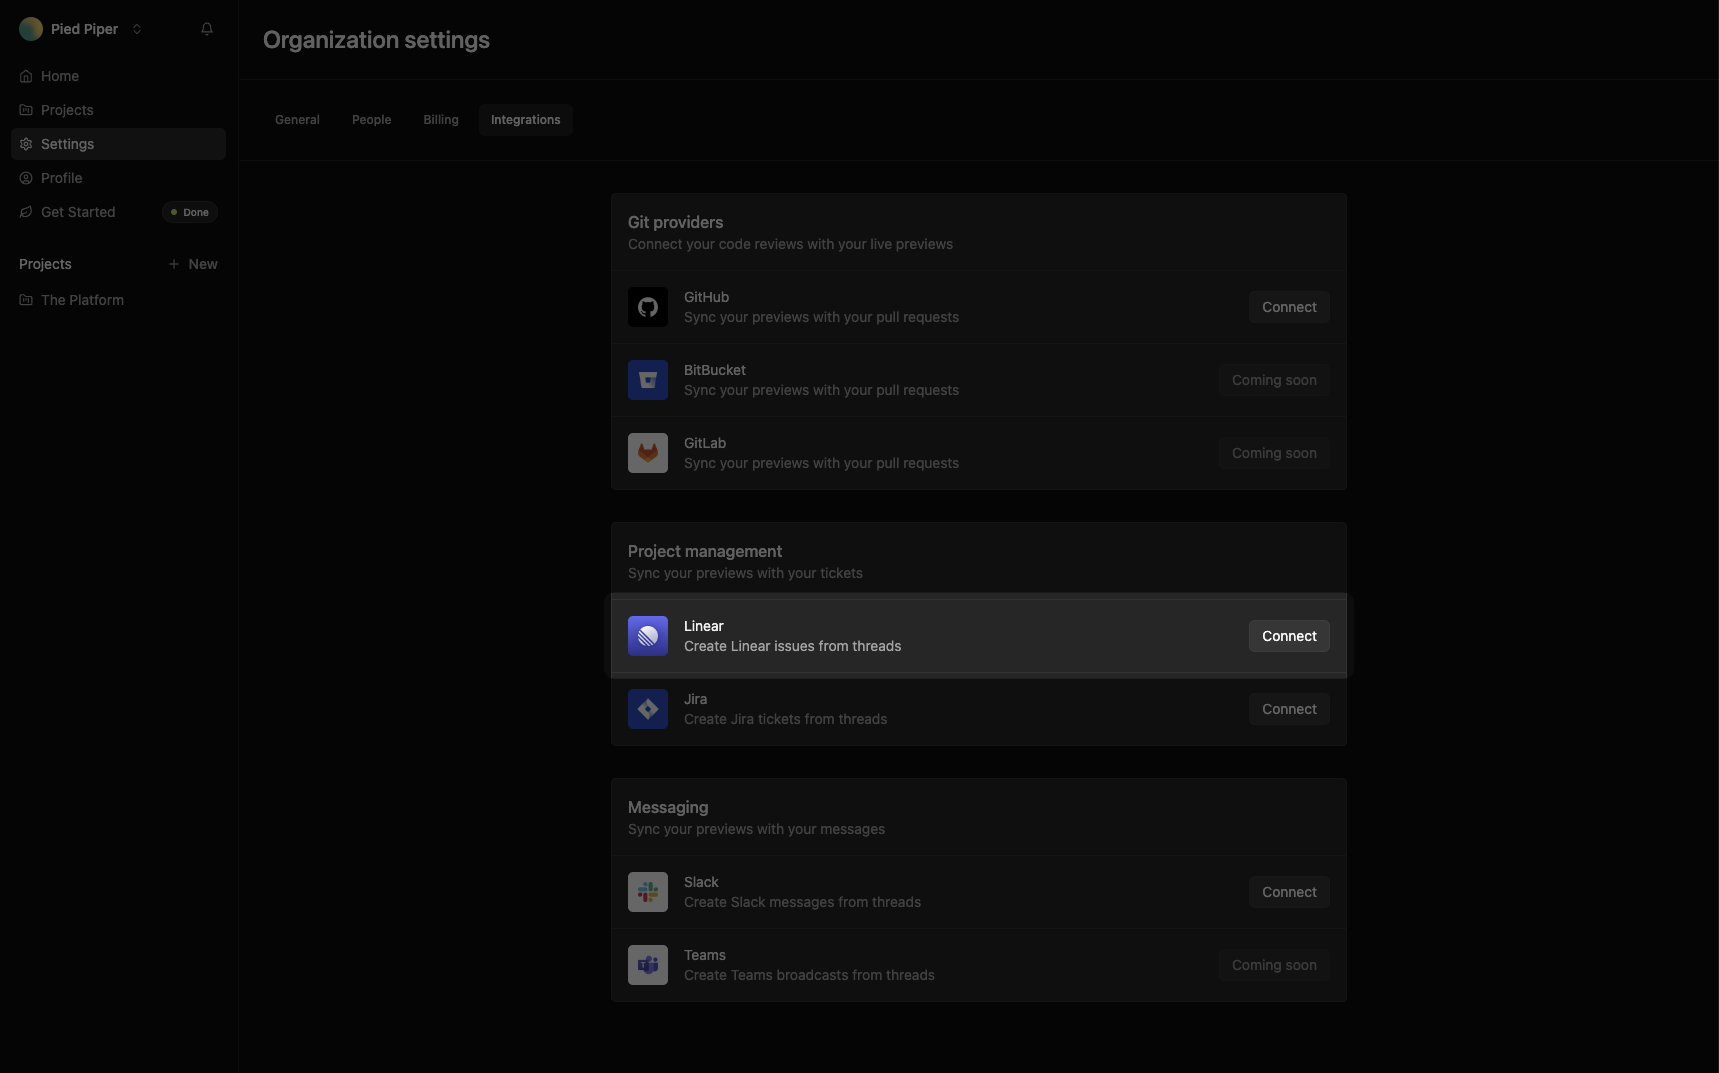 Pied Piper
Home
Projects
Settings
Profile
Get Started
Done
Projects
New
The Platform
Organization settings
General
People
Billing
Integrations
Git providers
Connect your code reviews with your live previews
GitHub
Sync your previews with your pull requests
Connect
BitBucket
Sync your previews with your pull requests
Coming soon
GitLab
Sync your previews with your pull requests
Coming soon
Project management
Sync your previews with your tickets
Linear
Create Linear issues from threads
Connect
Jira
Create Jira tickets from threads
Connect
Messaging
Sync your previews with your messages
Slack
Create Slack messages from threads
Connect
Teams
Create Teams broadcasts from threads
Coming soon